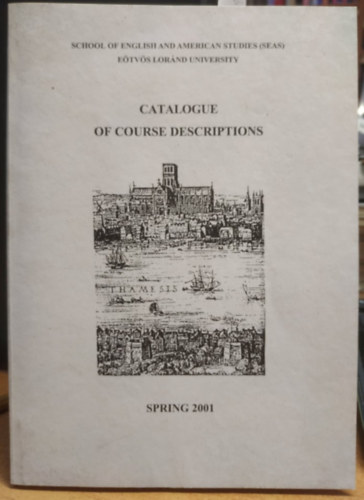 SCHOOL OF ENGLISH AND AMERICAN STUDIES (SEAS)
EÖTVÖS LORÁND UNIVERSITY
CATALOGUE
OF COURSE DESCRIPTIONS
THAMESIS
SPRING 2001